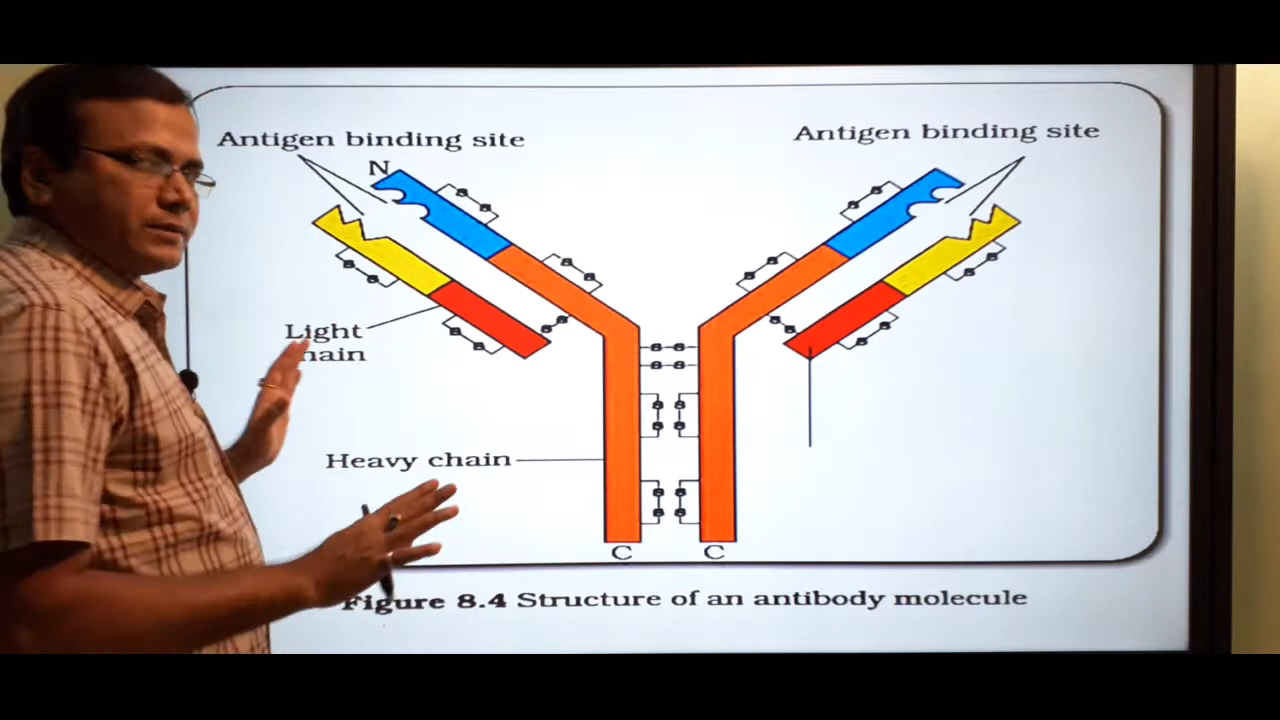 Antigen binding site
Antigen binding site
N
Light
Heavy chain
C
C
Figure 8.4 Structure of an antibody molecule